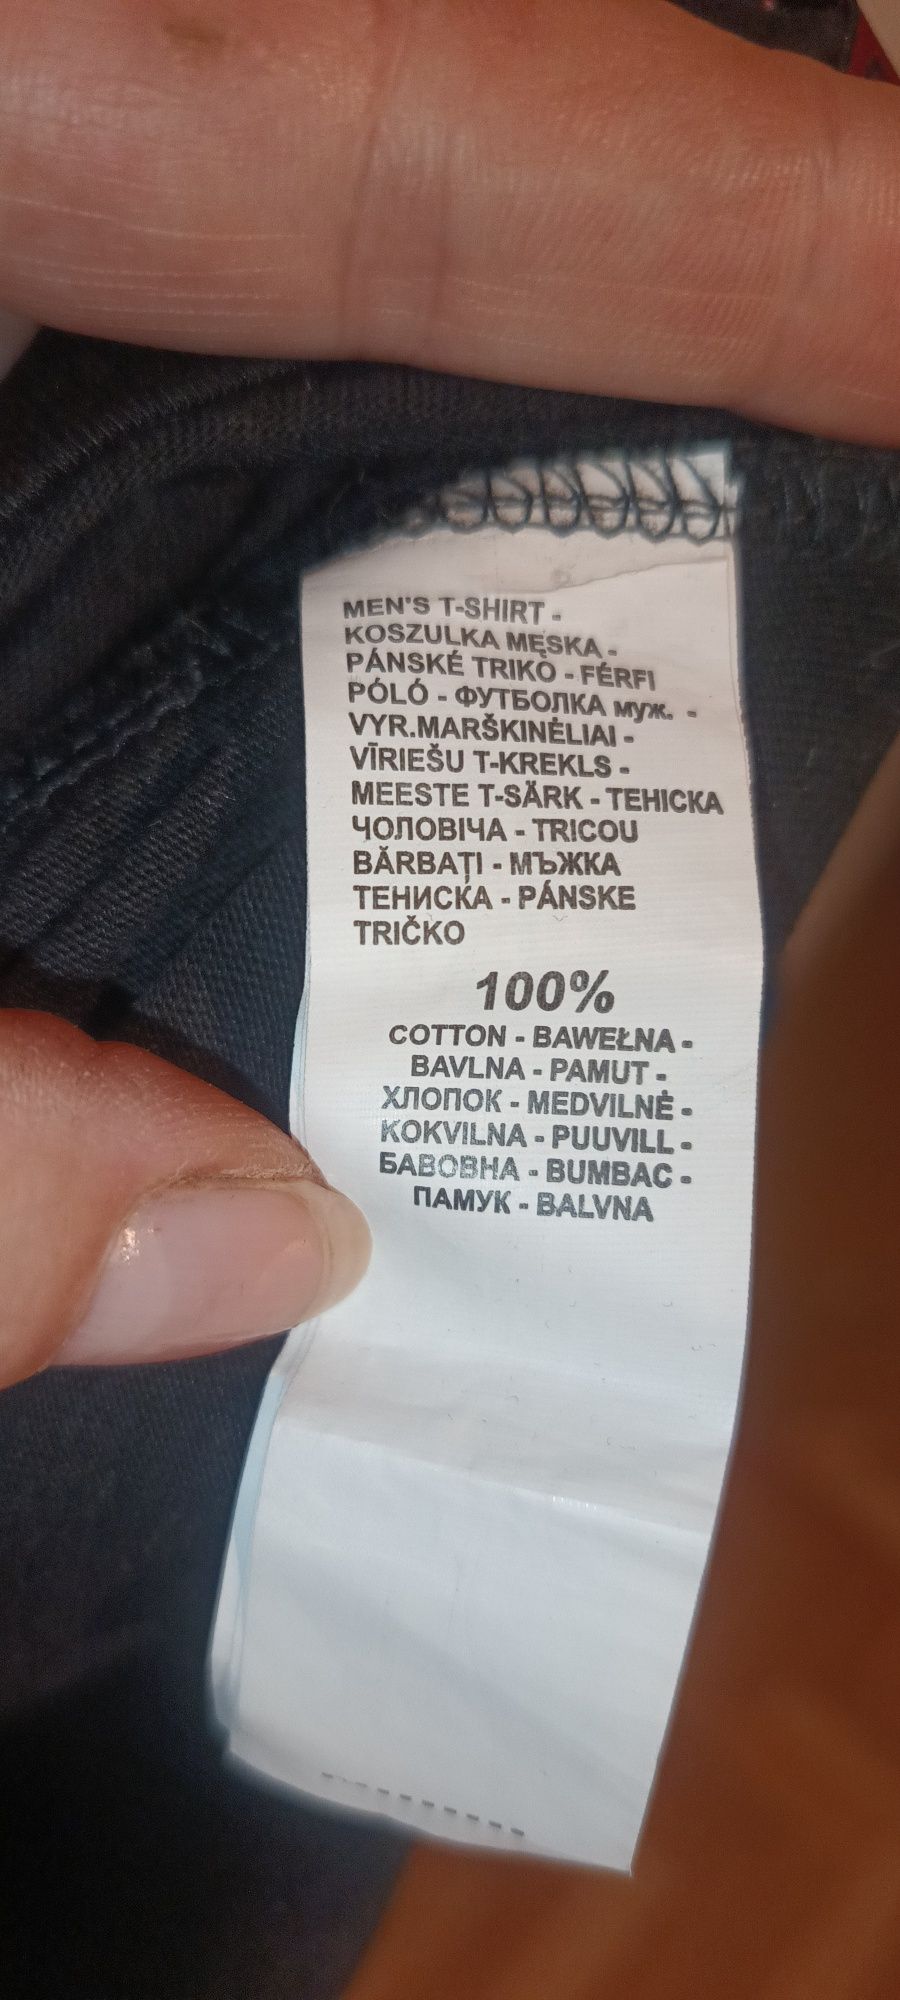 MEN'S T-SHIRT -
KOSZULKA MĘSKA -
PÁNSKÉ TRIKO - FÉRFI
PÓLÓ - ФУТБОЛКА муж. -
VYR.MARŠKINĖLIAI -
VĪRIEŠU T-KREKLS -
MEESTE T-SÄRK - ТЕНІСКА
ЧОЛОВІЧА - TRICOU
BĂRBAȚI - МЪЖКА
ТЕНИСКА - PÁNSKE
TRIČKO
100%
COTTON - BAWEŁNA -
BAVLNA - PAMUT -
ХЛОПОК - MEDVILNĖ -
KOKVILNA - PUUVILL -
БАВОВНА - BUMBAC -
ПАМУК - BALVNA